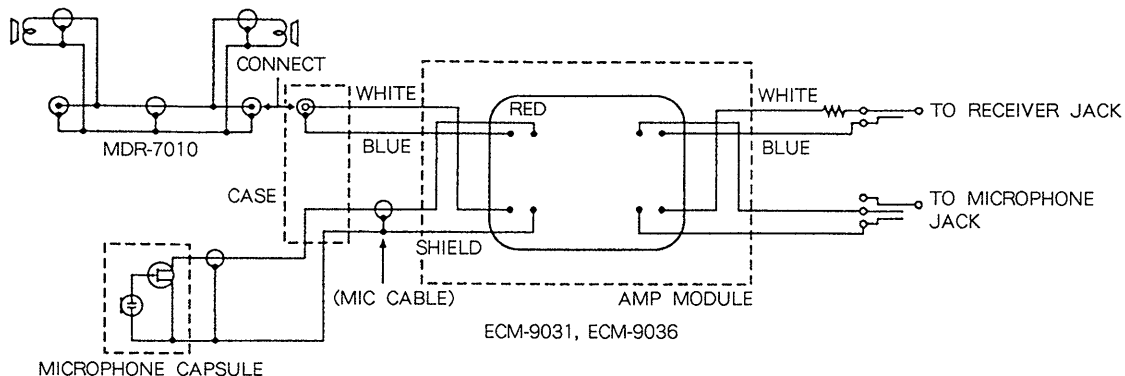 CONNECT
WHITE
RED
WHITE
TO RECEIVER JACK
MDR-7010
BLUE
BLUE
CASE
TO MICROPHONE
JACK
SHIELD
(MIC CABLE)
AMP MODULE
ECM-9031, ECM-9036
MICROPHONE CAPSULE